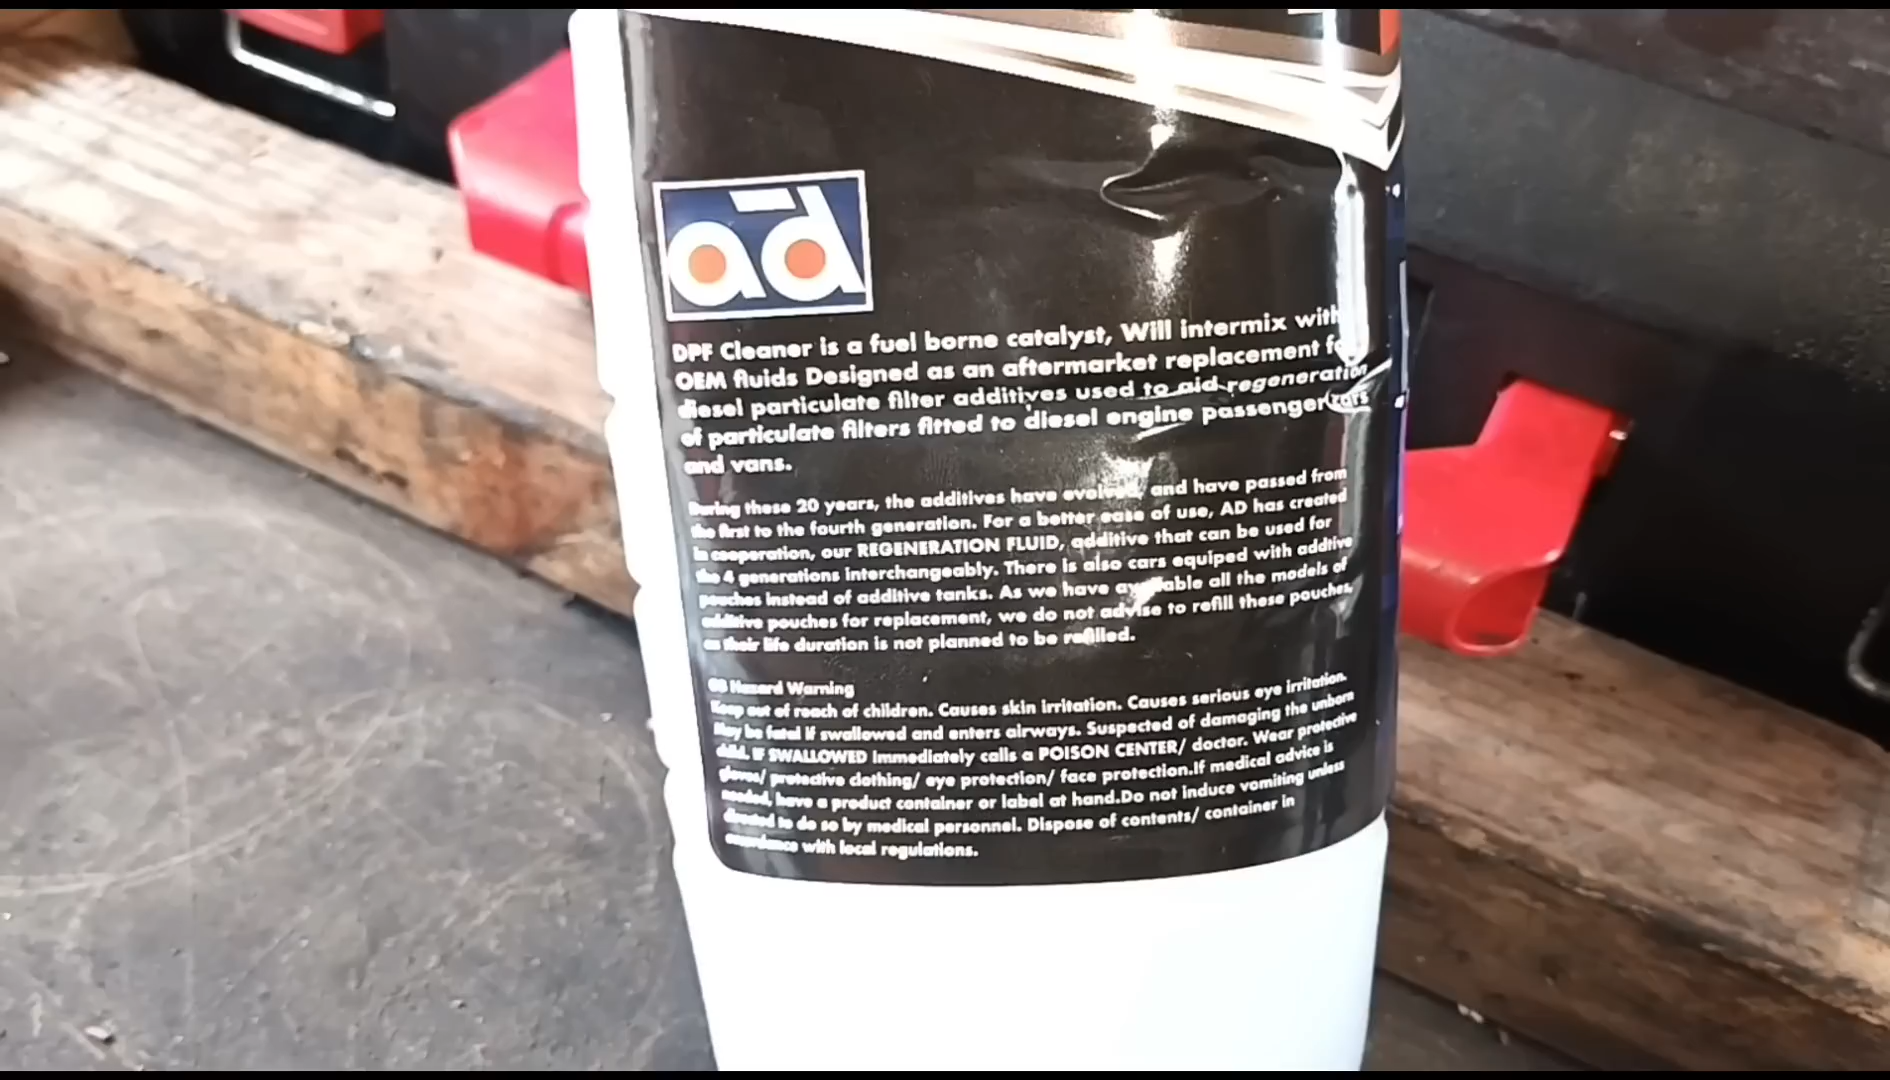 ad
DPF Cleaner is a fuel borne catalyst, Will intermix with
OEM fluids Designed as an aftermarket replacement for
diesel particulate filter additives used to aid regeneration
of particulate filters fitted to diesel engine passenger cars
and vans.
During these 20 years, the additives have evolved, and have passed from
the first to the fourth generation. For a better ease of use, AD has created
in cooperation, our REGENERATION FLUID, additive that can be used for
the 4 generations interchangeably. There is also cars equiped with addtive
pouches instead of additive tanks. As we have available all the models of
additive pouches for replacement, we do not advise to refill these pouches,
as their life duration is not planned to be refilled.
Hazard Warning
Keep out of reach of children. Causes skin irritation. Causes serious eye irritation.
May be fatal if swallowed and enters airways. Suspected of damaging the unborn
child. IF SWALLOWED immediately calls a POISON CENTER/ doctor. Wear protective
gloves/ protective clothing/ eye protection/ face protection.If medical advice is
needed, have a product container or label at hand.Do not induce vomiting unless
directed to do so by medical personnel. Dispose of contents/ container in
accordance with local regulations.